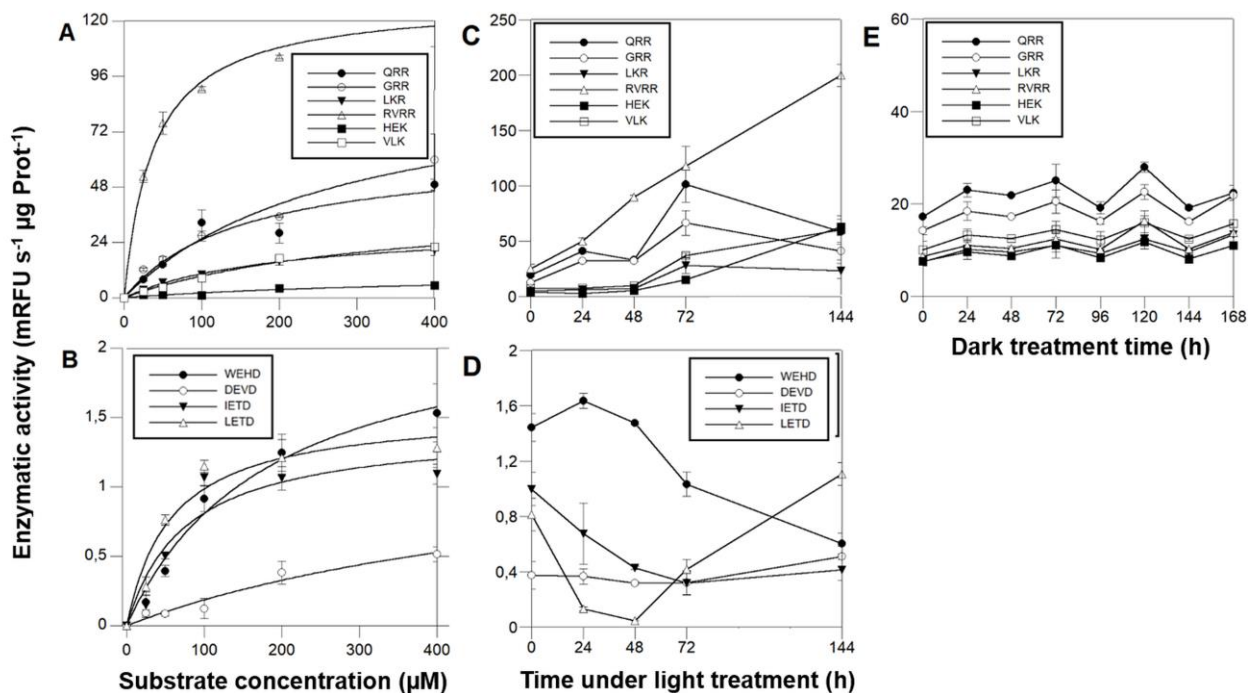 Enzymatic activity (mRFU s⁻¹ µg Prot⁻¹)
A
120
96
72
48
24
0
QRR
GRR
LKR
RVRR
HEK
VLK
0 100 200 300 400
B
2
1,5
1
0,5
0
WEHD
DEVD
IETD
LETD
0 100 200 300 400
Substrate concentration (µM)
C
250
200
150
100
50
0
QRR
GRR
LKR
RVRR
HEK
VLK
0 24 48 72 144
D
2
1,6
1,2
0,8
0,4
0
WEHD
DEVD
IETD
LETD
0 24 48 72 144
Time under light treatment (h)
E
60
40
20
0
QRR
GRR
LKR
RVRR
HEK
VLK
0 24 48 72 96 120 144 168
Dark treatment time (h)